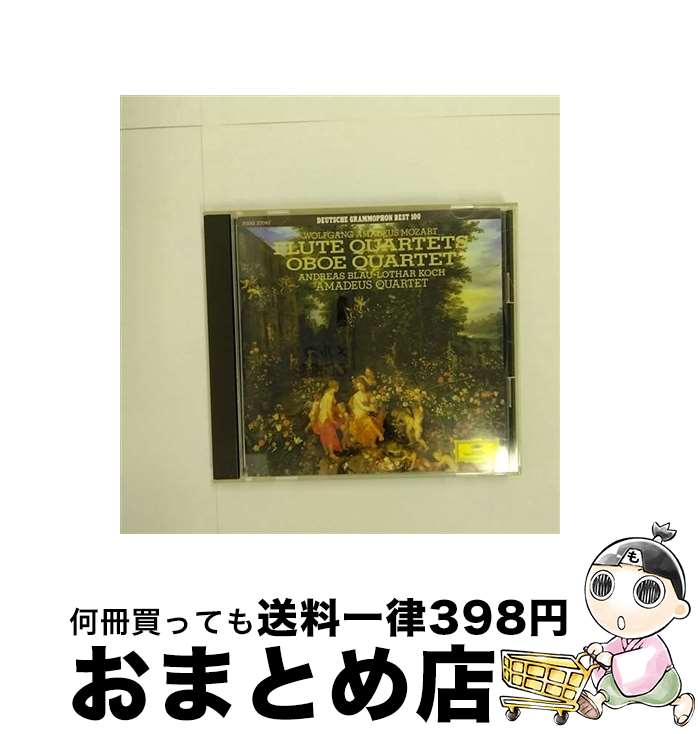 DEUTSCHE GRAMMOPHON BEST 100
WOLFGANG AMADEUS MOZART
FLUTE QUARTETS
OBOE QUARTET
ANDREAS BLAU·LOTHAR KOCH
AMADEUS QUARTET
も
何冊買っても送料一律398円
おまとめ店